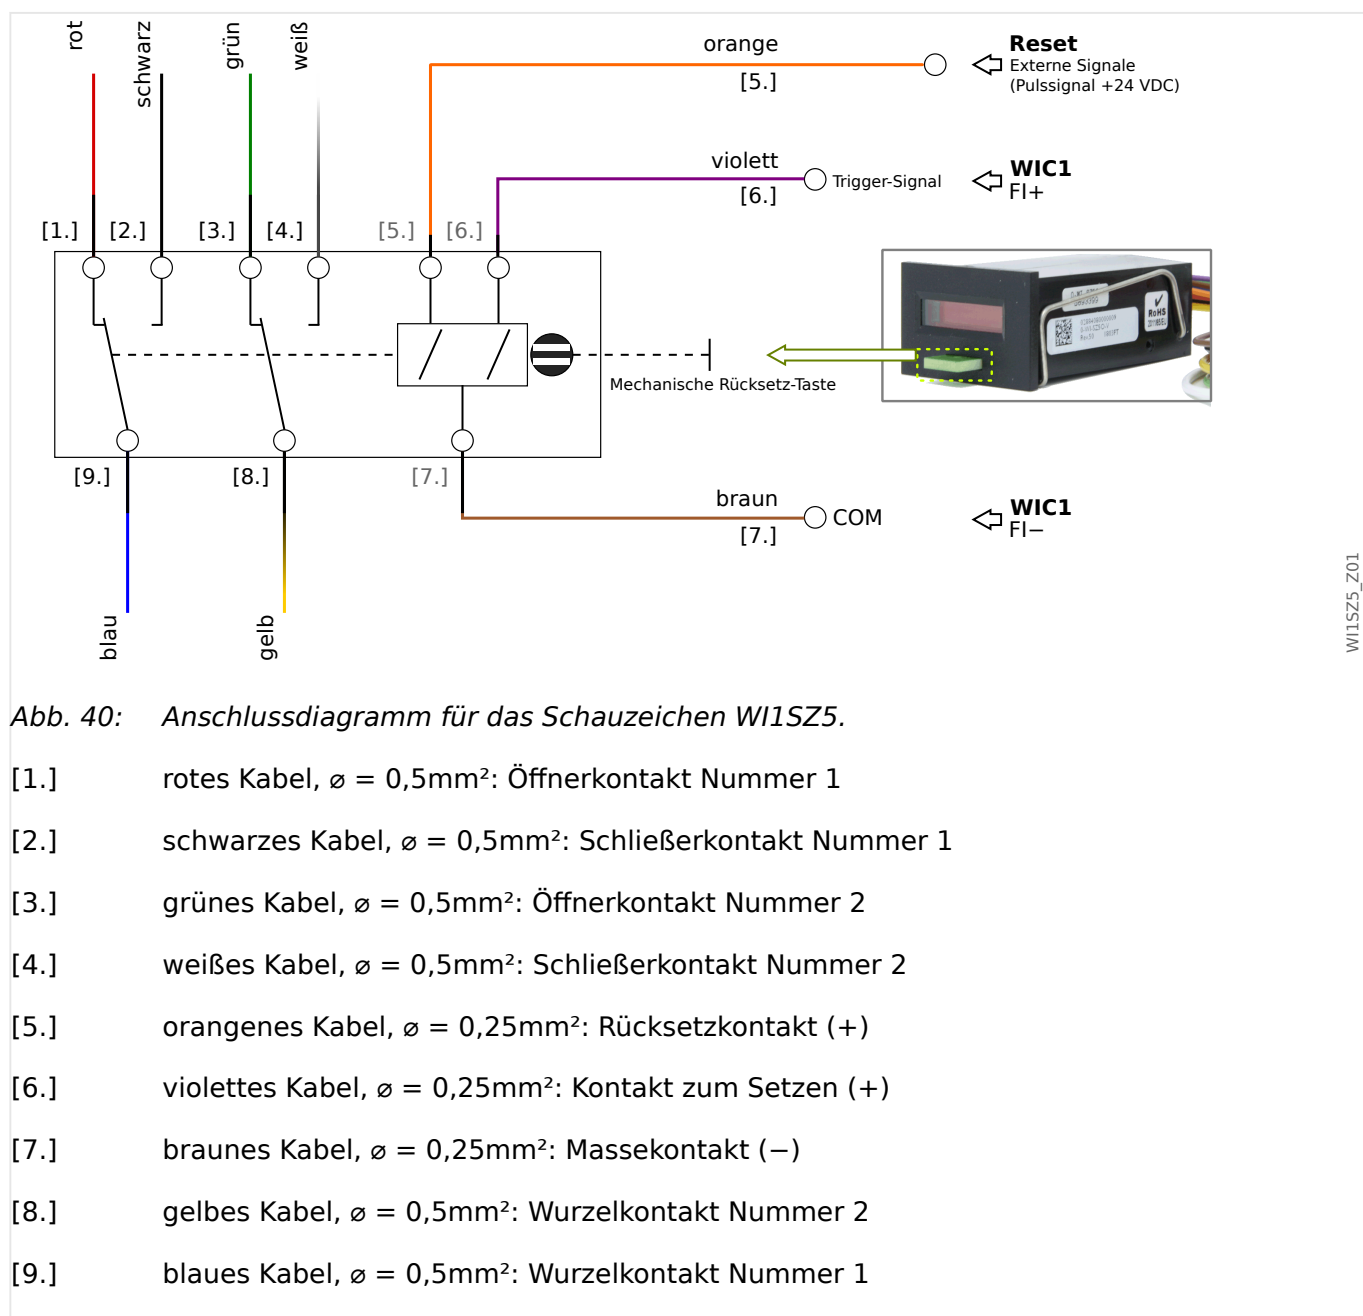 rot
schwarz
grün
weiß
orange
[5.]
Reset
Externe Signale
(Pulssignal +24 VDC)
violett
[6.]
Trigger-Signal
WIC1
FI+
[1.] [2.] [3.] [4.] [5.] [6.]
RoHS
Mechanische Rücksetz-Taste
[9.] [8.] [7.]
braun
[7.]
COM
WIC1
FI−
blau
gelb
WI1SZ5_Z01
Abb. 40: Anschlussdiagramm für das Schauzeichen WI1SZ5.
[1.] rotes Kabel, ⌀ = 0,5mm²: Öffnerkontakt Nummer 1
[2.] schwarzes Kabel, ⌀ = 0,5mm²: Schließerkontakt Nummer 1
[3.] grünes Kabel, ⌀ = 0,5mm²: Öffnerkontakt Nummer 2
[4.] weißes Kabel, ⌀ = 0,5mm²: Schließerkontakt Nummer 2
[5.] orangenes Kabel, ⌀ = 0,25mm²: Rücksetzkontakt (+)
[6.] violettes Kabel, ⌀ = 0,25mm²: Kontakt zum Setzen (+)
[7.] braunes Kabel, ⌀ = 0,25mm²: Massekontakt (−)
[8.] gelbes Kabel, ⌀ = 0,5mm²: Wurzelkontakt Nummer 2
[9.] blaues Kabel, ⌀ = 0,5mm²: Wurzelkontakt Nummer 1